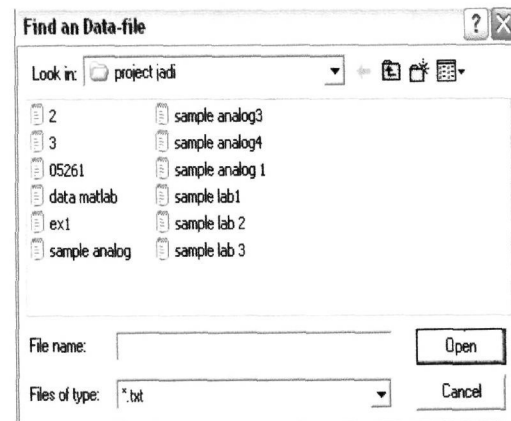 Find an Data-file
Look in: project jadi
2
3
05261
data matlab
ex1
sample analog
sample analog3
sample analog4
sample analog 1
sample lab1
sample lab 2
sample lab 3
File name:
Open
Files of type: *.txt
Cancel